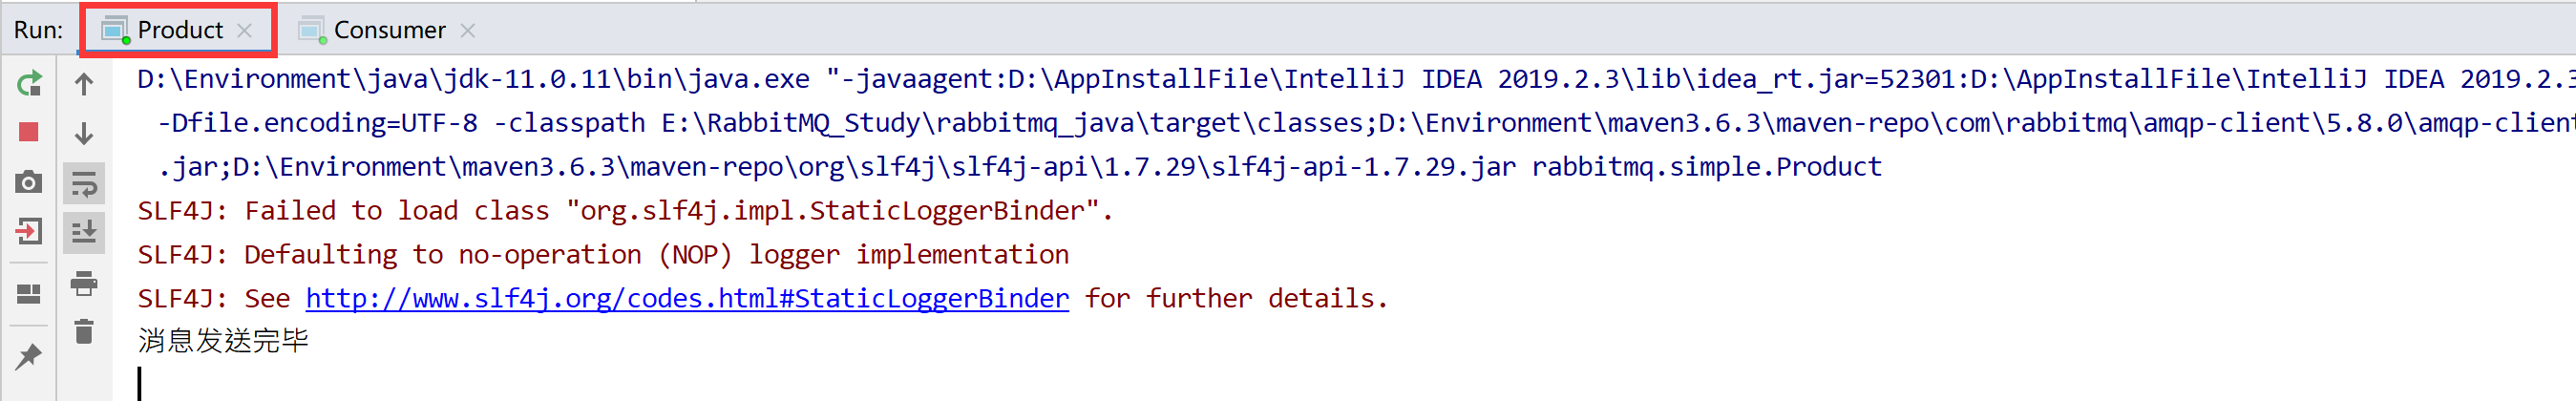 Run: Product Consumer
D:\Environment\java\jdk-11.0.11\bin\java.exe "-javaagent:D:\AppInstallFile\IntelliJ IDEA 2019.2.3\lib\idea_rt.jar=52301:D:\AppInstallFile\IntelliJ IDEA 2019.2.3
-Dfile.encoding=UTF-8 -classpath E:\RabbitMQ_Study\rabbitmq_java\target\classes;D:\Environment\maven3.6.3\maven-repo\com\rabbitmq\amqp-client\5.8.0\amqp-client
.jar;D:\Environment\maven3.6.3\maven-repo\org\slf4j\slf4j-api\1.7.29\slf4j-api-1.7.29.jar rabbitmq.simple.Product
SLF4J: Failed to load class "org.slf4j.impl.StaticLoggerBinder".
SLF4J: Defaulting to no-operation (NOP) logger implementation
SLF4J: See http://www.slf4j.org/codes.html#StaticLoggerBinder for further details.
消息发送完毕